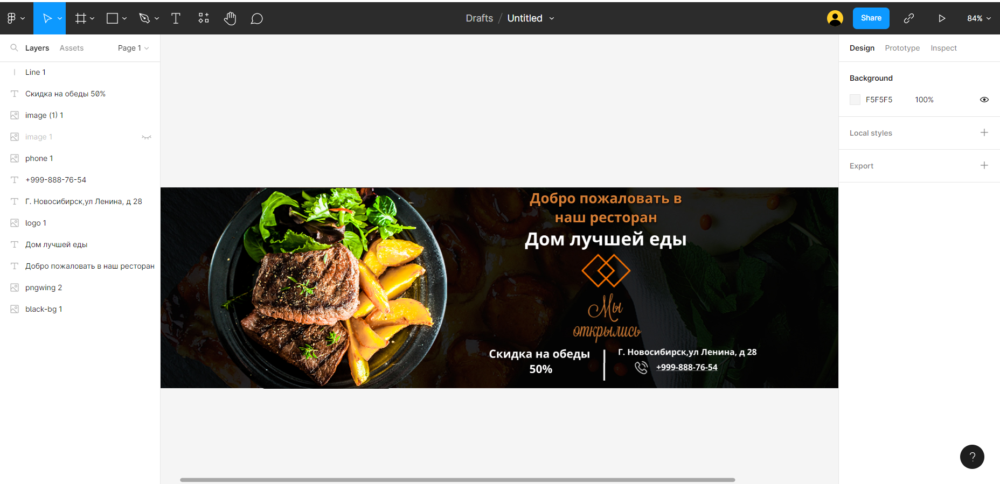 Drafts / Untitled
Share
84%
Layers
Assets
Page 1
Line 1
Скидка на обеды 50%
image (1) 1
image 1
phone 1
+999-888-76-54
Г. Новосибирск,ул Ленина, д 28
logo 1
Дом лучшей еды
Добро пожаловать в наш ресторан
pngwing 2
black-bg 1
Добро пожаловать в
наш ресторан
Дом лучшей еды
Мы
открылись
Скидка на обеды
50%
Г. Новосибирск,ул Ленина, д 28
+999-888-76-54
Design
Prototype
Inspect
Background
F5F5F5
100%
Local styles
Export
?